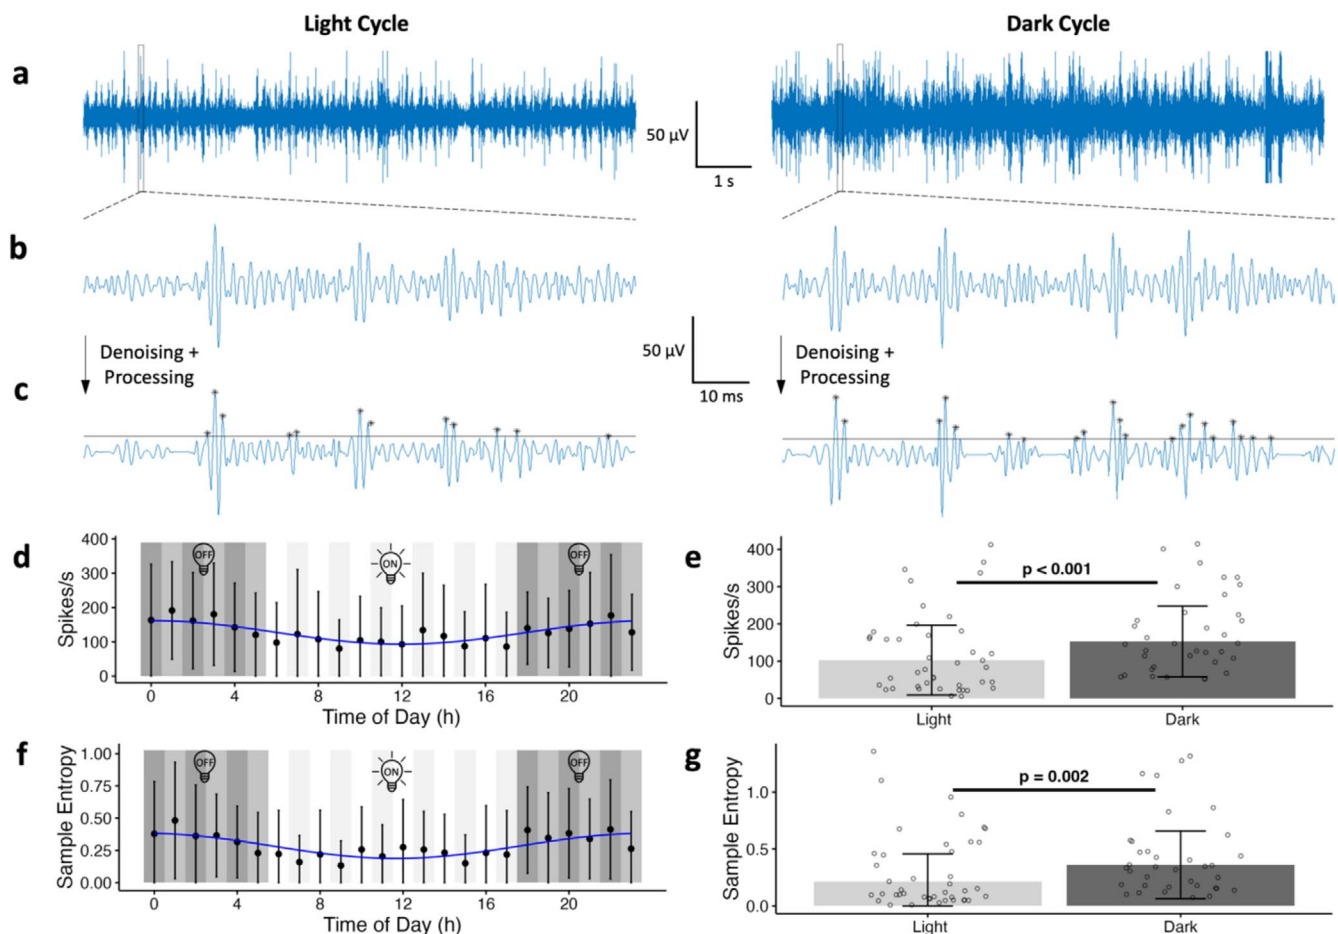 Light Cycle
Dark Cycle
a
50 µV
1 s
b
Denoising +
Processing
50 µV
10 ms
Denoising +
Processing
c
d
Spikes/s
400
300
200
100
0
OFF
ON
OFF
0 4 8 12 16 20
Time of Day (h)
e
Spikes/s
400
300
200
100
0
p < 0.001
Light Dark
f
Sample Entropy
1.00
0.75
0.50
0.25
0.00
OFF
ON
OFF
0 4 8 12 16 20
Time of Day (h)
g
Sample Entropy
1.0
0.5
0.0
p = 0.002
Light Dark